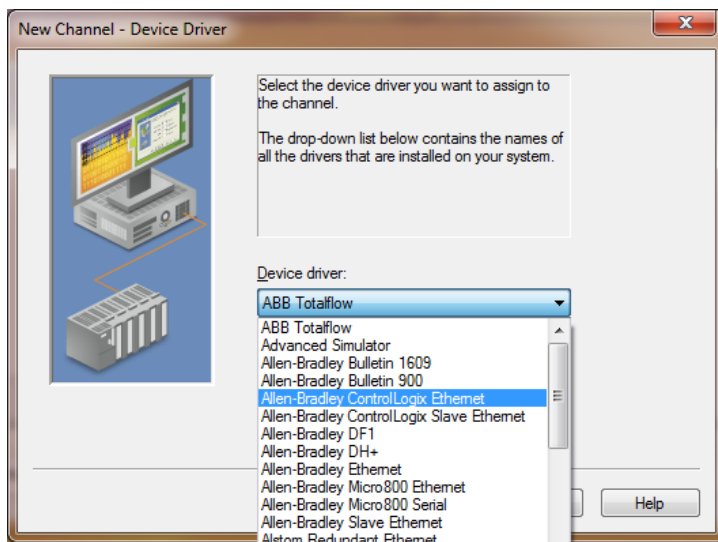 New Channel - Device Driver
Select the device driver you want to assign to
the channel.
The drop-down list below contains the names of
all the drivers that are installed on your system.
Device driver:
ABB Totalflow
ABB Totalflow
Advanced Simulator
Allen-Bradley Bulletin 1609
Allen-Bradley Bulletin 900
Allen-Bradley ControlLogix Ethernet
Allen-Bradley ControlLogix Slave Ethernet
Allen-Bradley DF1
Allen-Bradley DH+
Allen-Bradley Ethernet
Allen-Bradley Micro800 Ethernet
Allen-Bradley Micro800 Serial
Allen-Bradley Slave Ethernet
Alstom Redundant Ethernet
Help